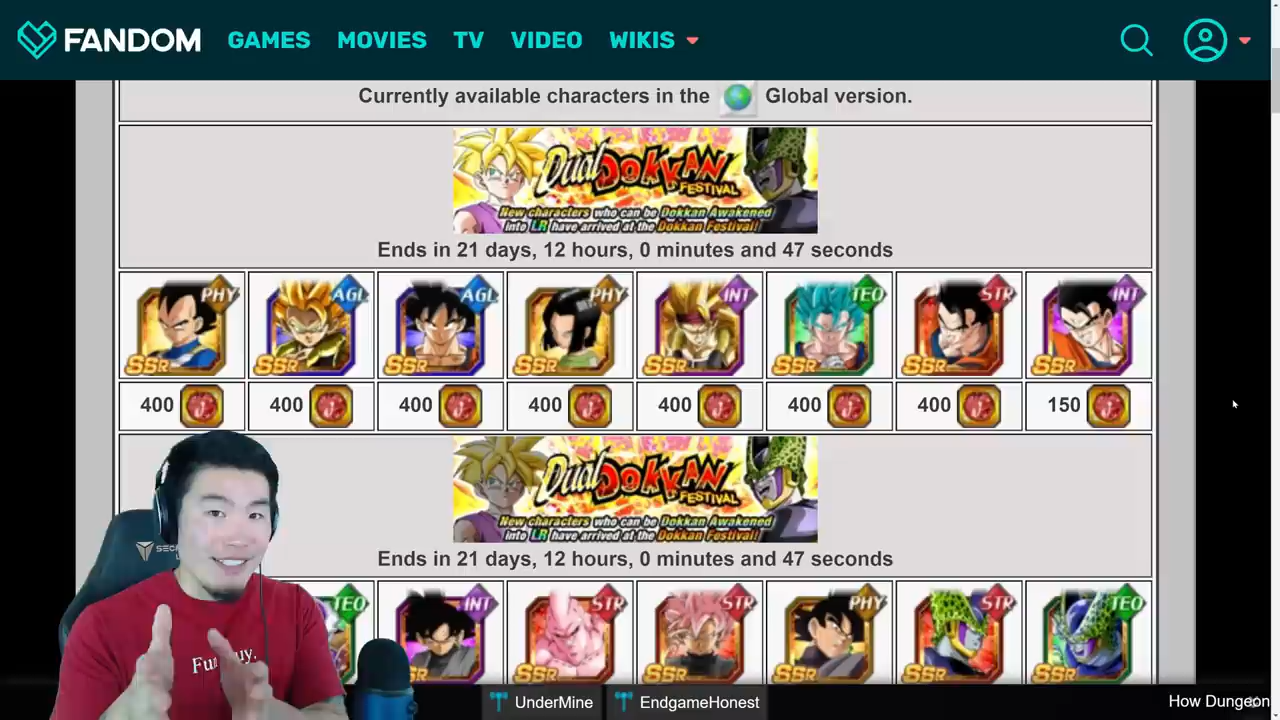 FANDOM GAMES MOVIES TV VIDEO WIKIS
Currently available characters in the Global version.
Dual DOKKAN FESTIVAL
New characters who can be Dokkan Awakened
into LR have arrived at the Dokkan Festival!
Ends in 21 days, 12 hours, 0 minutes and 47 seconds
PHY AGL AGL PHY INT TEQ STR INT
SSR SSR SSR SSR SSR SSR SSR SSR
400 400 400 400 400 400 400 150
Dual DOKKAN FESTIVAL
New characters who can be Dokkan Awakened
into LR have arrived at the Dokkan Festival!
Ends in 21 days, 12 hours, 0 minutes and 47 seconds
TEQ INT STR STR PHY STR TEQ
SSR SSR SSR SSR SSR SSR
UnderMine EndgameHonest How Dungeon